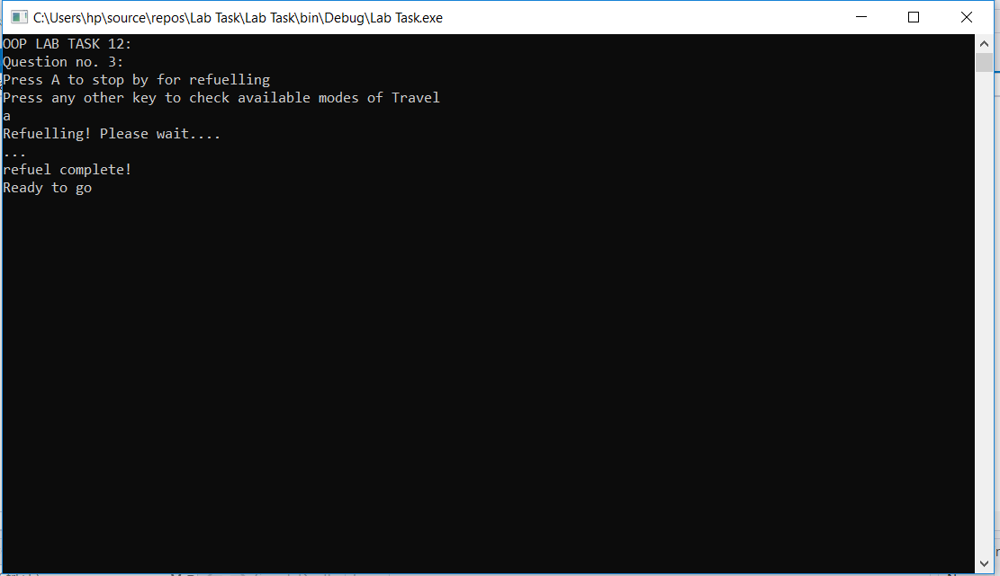 C:\Users\hp\source\repos\Lab Task\Lab Task\bin\Debug\Lab Task.exe
OOP LAB TASK 12:
Question no. 3:
Press A to stop by for refuelling
Press any other key to check available modes of Travel
a
Refuelling! Please wait....
...
refuel complete!
Ready to go